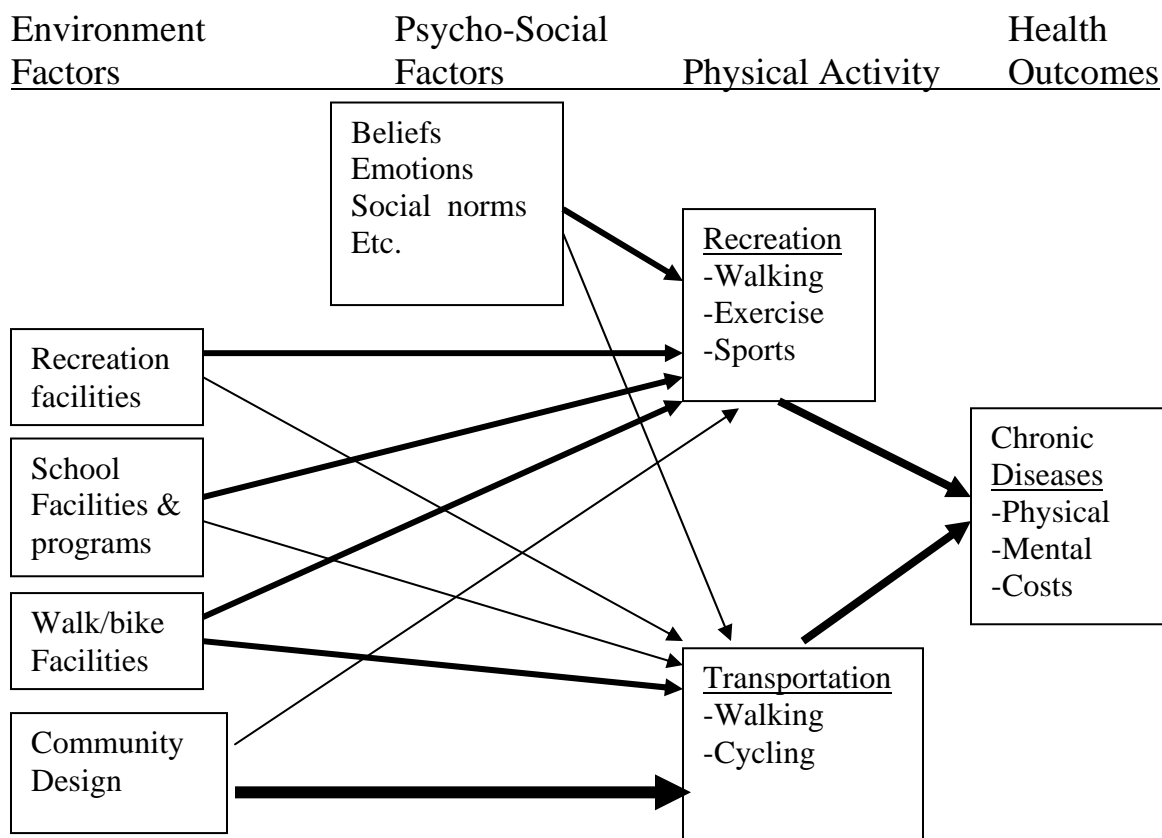 Environment
Factors
Psycho-Social
Factors
Physical Activity
Health
Outcomes
Beliefs
Emotions
Social norms
Etc.
Recreation
-Walking
-Exercise
-Sports
Recreation
facilities
School
Facilities &
programs
Walk/bike
Facilities
Community
Design
Transportation
-Walking
-Cycling
Chronic
Diseases
-Physical
-Mental
-Costs